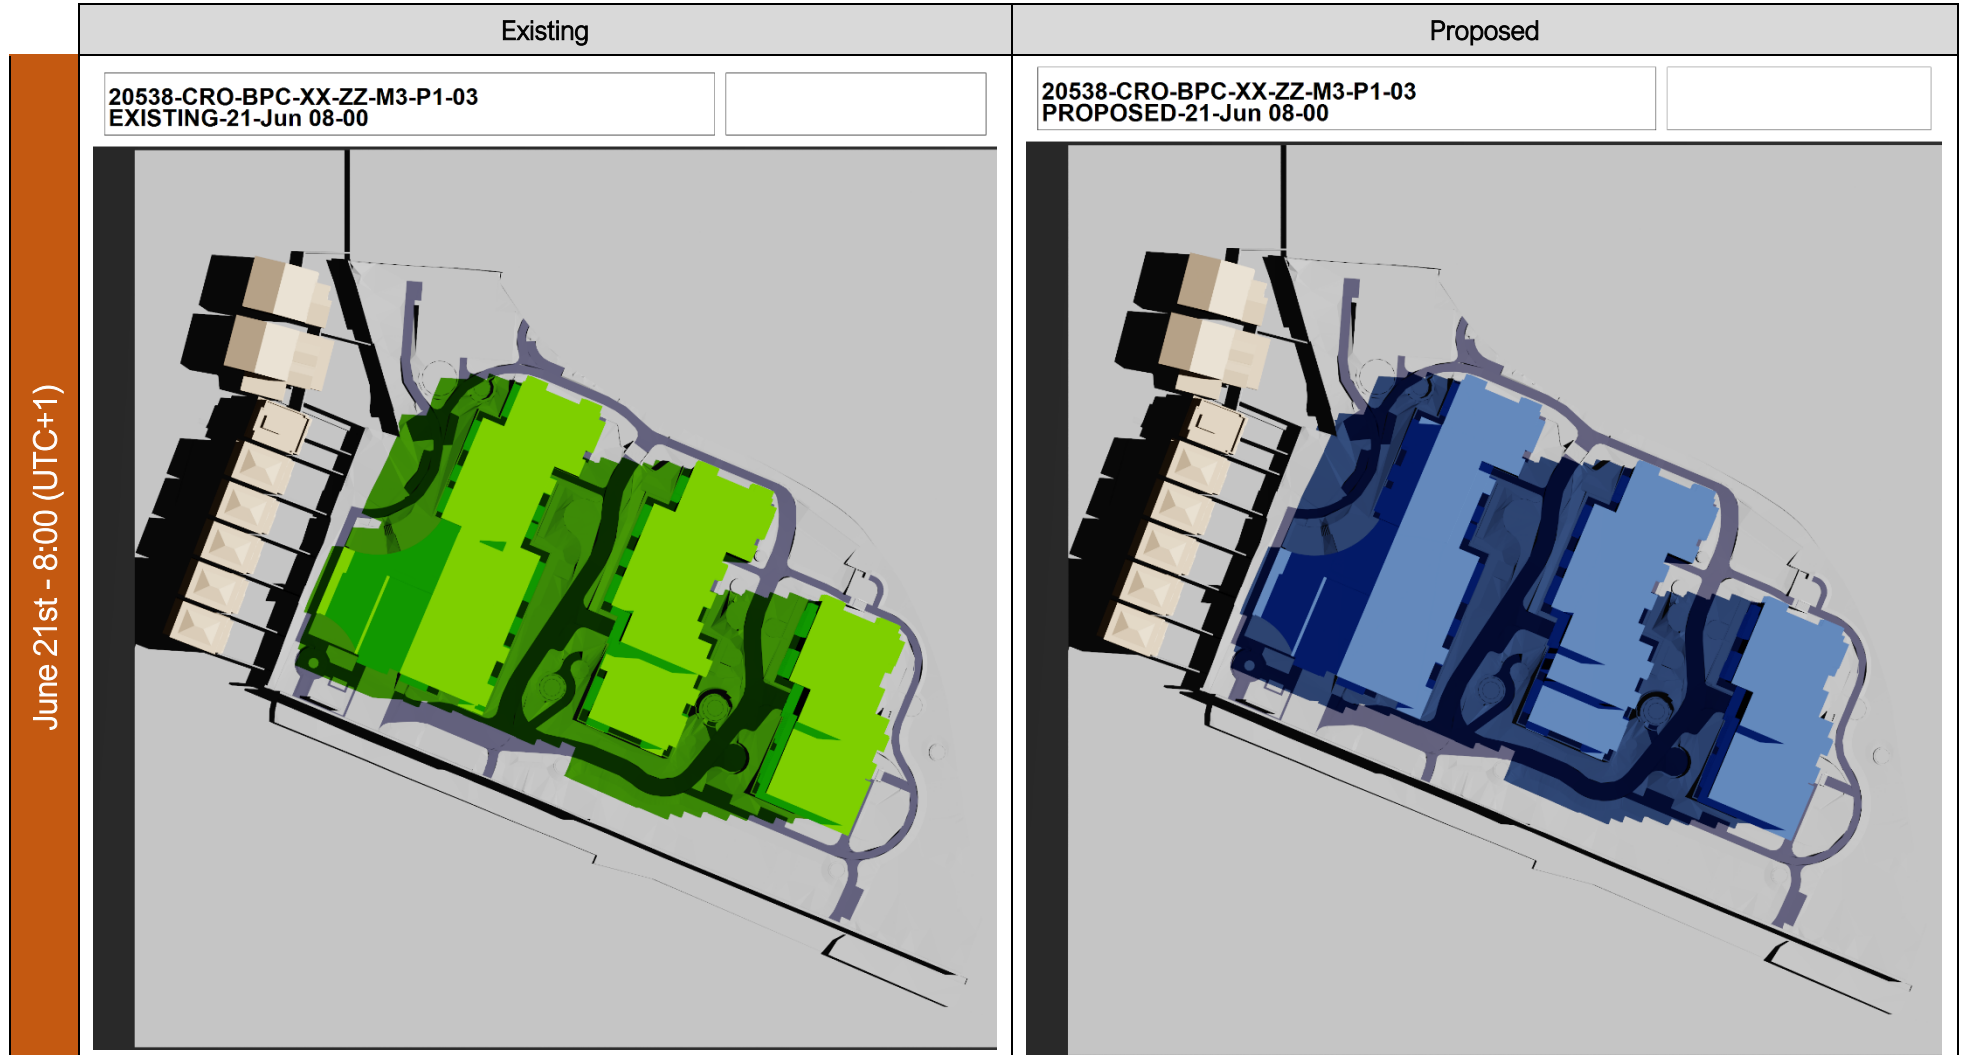 Existing
Proposed
June 21st - 8:00 (UTC+1)
20538-CRO-BPC-XX-ZZ-M3-P1-03
EXISTING-21-Jun 08-00
20538-CRO-BPC-XX-ZZ-M3-P1-03
PROPOSED-21-Jun 08-00